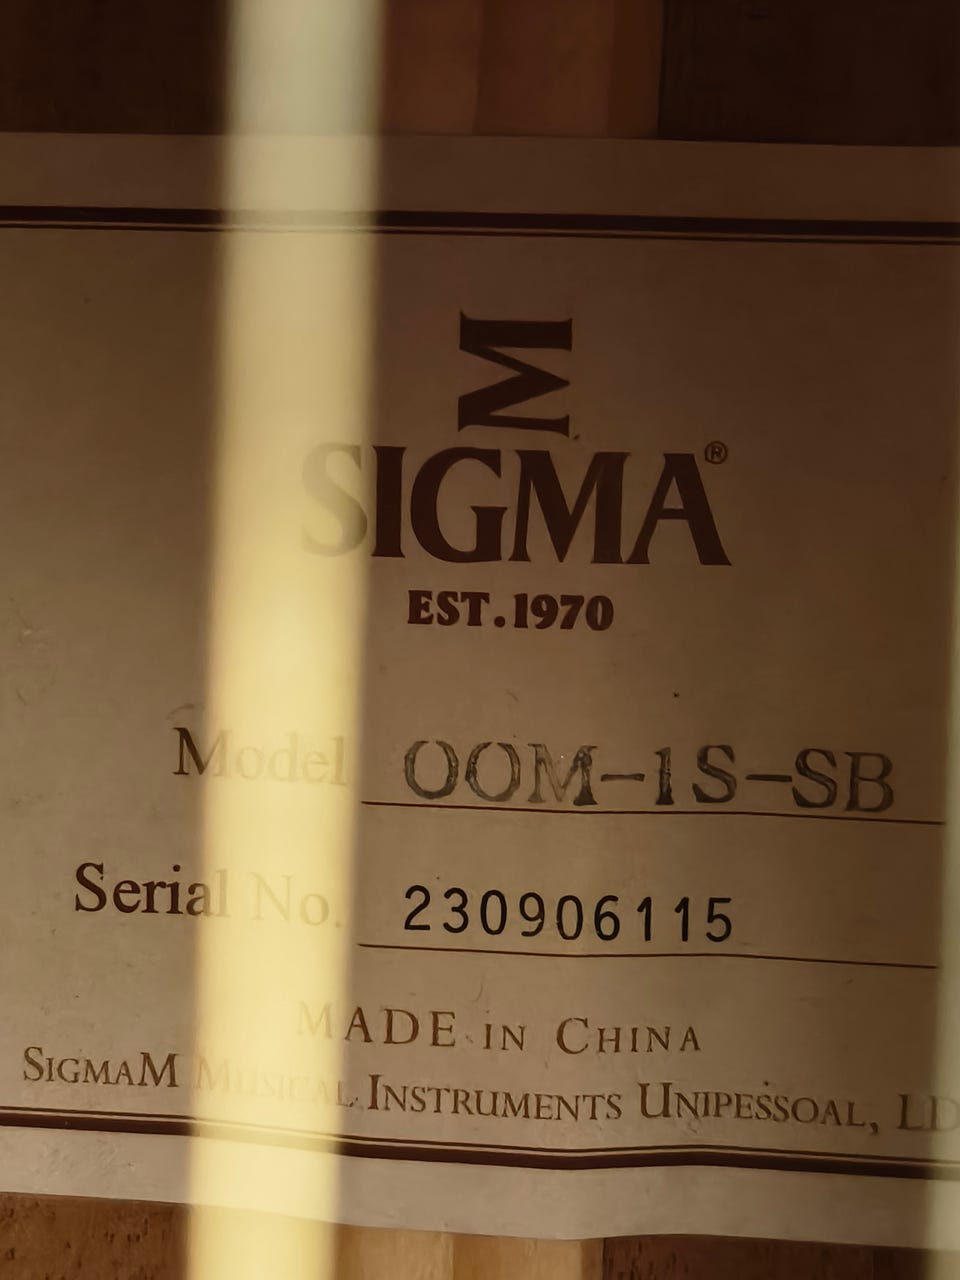 Σ
SIGMA®
EST.1970
Model OOM-1S-SB
Serial No. 230906115
MADE IN CHINA
SIGMAM MUSICAL INSTRUMENTS UNIPESSOAL, LD